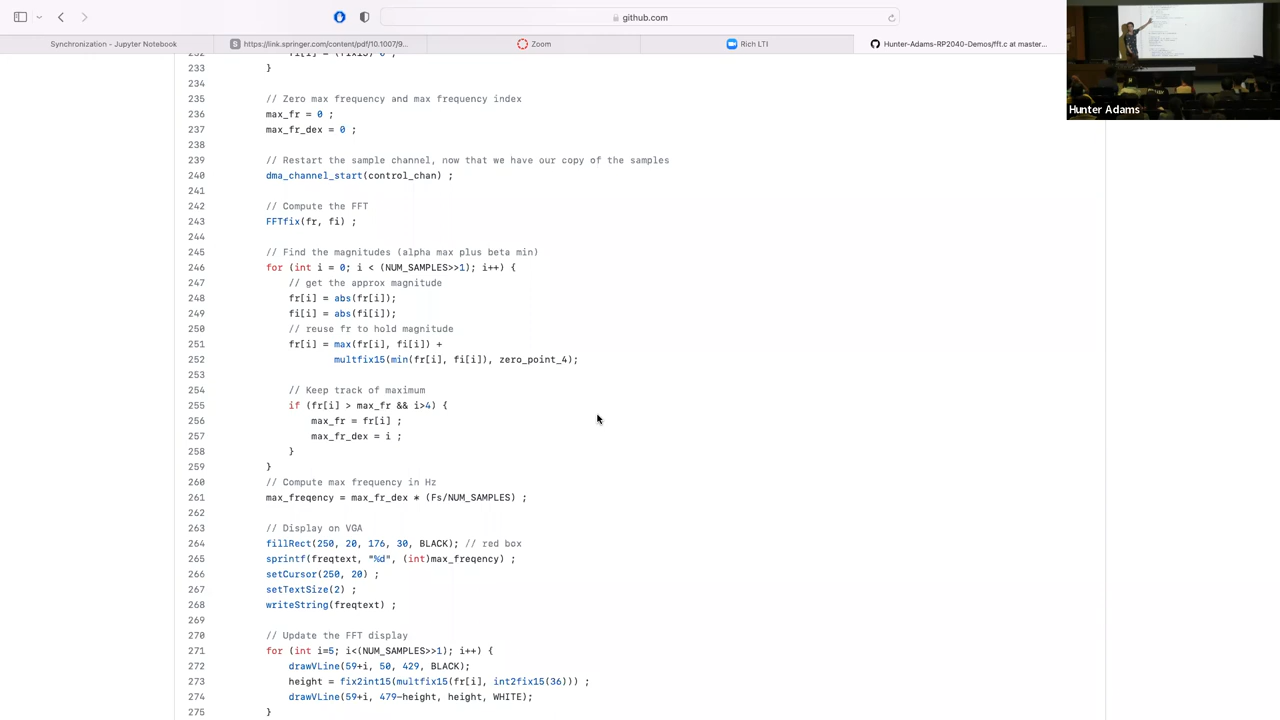 github.com
Synchronization - Jupyter Notebook
https://link.springer.com/content/pdf/10.1007/9...
Zoom
Rich LTI
Hunter-Adams-RP2040-Demos/fft.c at master...
Hunter Adams
233 }
234
235 // Zero max frequency and max frequency index
236 max_fr = 0 ;
237 max_fr_dex = 0 ;
238
239 // Restart the sample channel, now that we have our copy of the samples
240 dma_channel_start(control_chan) ;
241
242 // Compute the FFT
243 FFTfix(fr, fi) ;
244
245 // Find the magnitudes (alpha max plus beta min)
246 for (int i = 0; i < (NUM_SAMPLES>>1); i++) {
247 // get the approx magnitude
248 fr[i] = abs(fr[i]);
249 fi[i] = abs(fi[i]);
250 // reuse fr to hold magnitude
251 fr[i] = max(fr[i], fi[i]) +
252 multfix15(min(fr[i], fi[i]), zero_point_4);
253
254 // Keep track of maximum
255 if (fr[i] > max_fr && i>4) {
256 max_fr = fr[i] ;
257 max_fr_dex = i ;
258 }
259 }
260 // Compute max frequency in Hz
261 max_freqency = max_fr_dex * (Fs/NUM_SAMPLES) ;
262
263 // Display on VGA
264 fillRect(250, 20, 176, 30, BLACK); // red box
265 sprintf(freqtext, "%d", (int)max_freqency) ;
266 setCursor(250, 20) ;
267 setTextSize(2) ;
268 writeString(freqtext) ;
269
270 // Update the FFT display
271 for (int i=5; i<(NUM_SAMPLES>>1); i++) {
272 drawVLine(59+i, 50, 429, BLACK);
273 height = fix2int15(multfix15(fr[i], int2fix15(36))) ;
274 drawVLine(59+i, 479-height, height, WHITE);
275 }